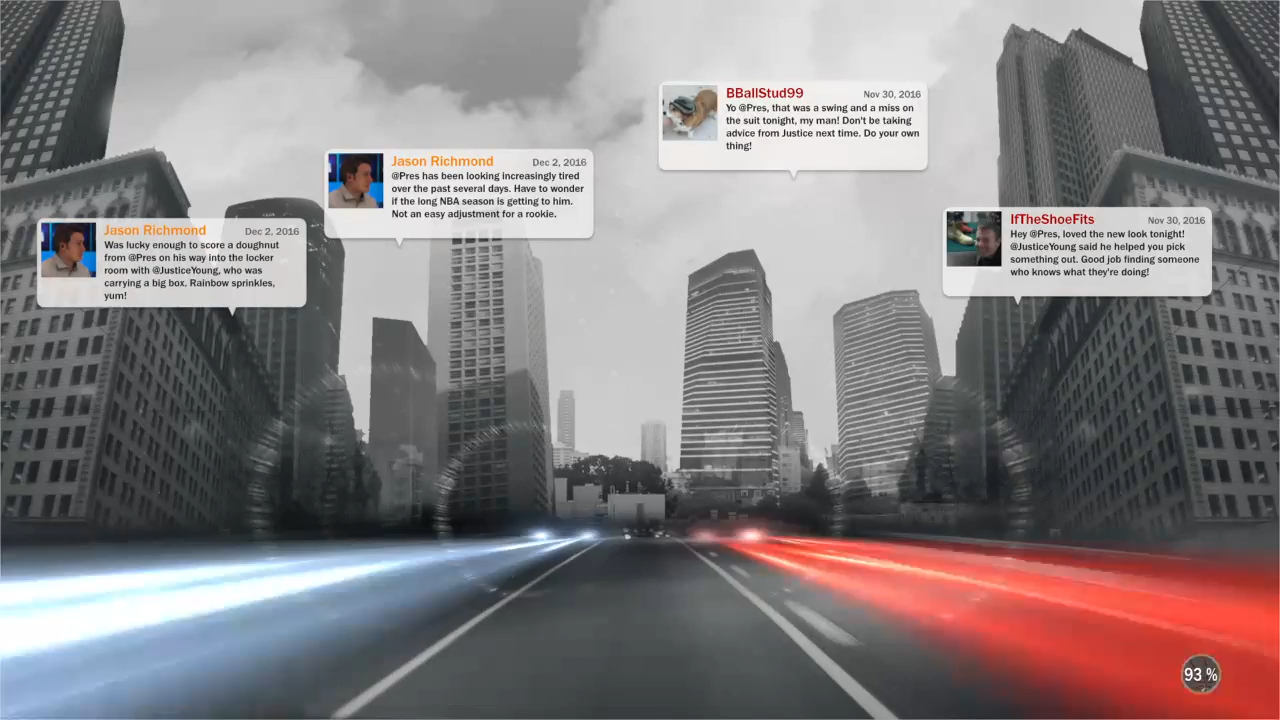 BBallStud99 Nov 30, 2016
Yo @Pres, that was a swing and a miss on
the suit tonight, my man! Don't be taking
advice from Justice next time. Do your own
thing!
Jason Richmond Dec 2, 2016
@Pres has been looking increasingly tired
over the past several days. Have to wonder
if the long NBA season is getting to him.
Not an easy adjustment for a rookie.
IfTheShoeFits Nov 30, 2016
Hey @Pres, loved the new look tonight!
@JusticeYoung said he helped you pick
something out. Good job finding someone
who knows what they're doing!
Jason Richmond Dec 2, 2016
Was lucky enough to score a doughnut
from @Pres on his way into the locker
room with @JusticeYoung, who was
carrying a big box. Rainbow sprinkles,
yum!
93 %